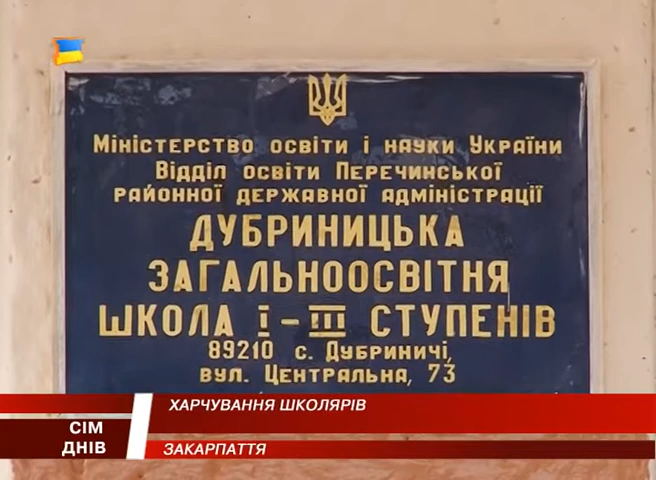 Міністерство освіти і науки України
Відділ освіти Перечинської
районної державної адміністрації
ДУБРИНИЦЬКА
ЗАГАЛЬНООСВІТНЯ
ШКОЛА І-ІІІ СТУПЕНІВ
89210 с. Дубриничі,
вул. Центральна, 73
ХАРЧУВАННЯ ШКОЛЯРІВ
СІМ
ДНІВ
ЗАКАРПАТТЯ